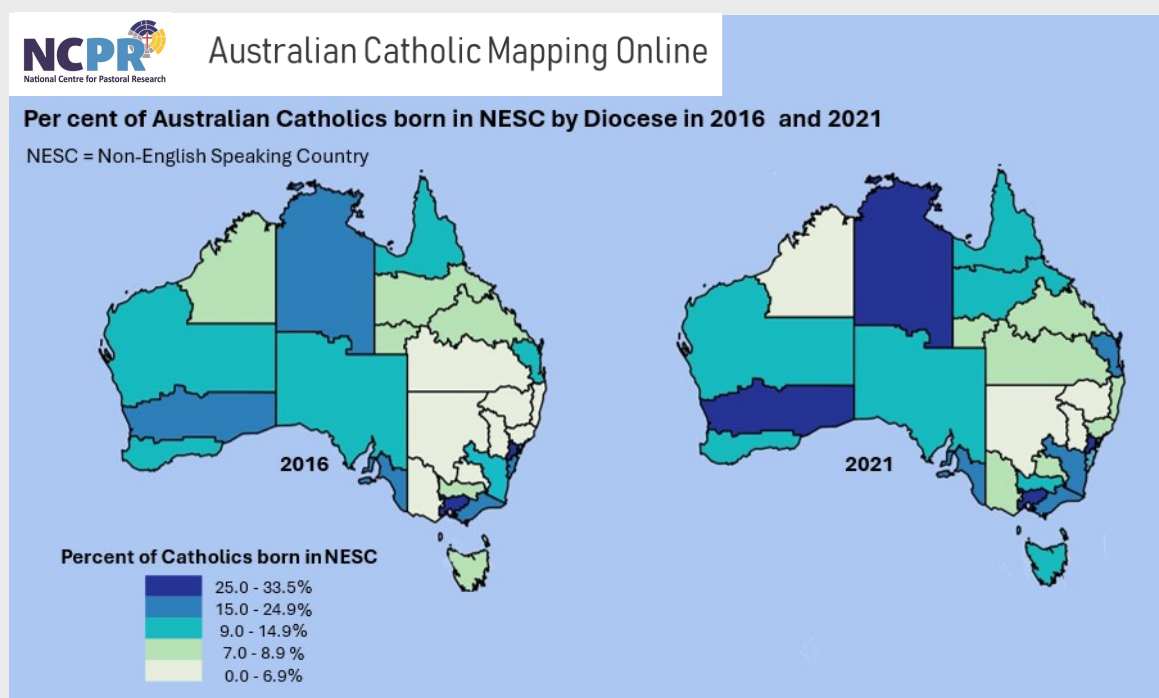 NCPR
National Centre for Pastoral Research
Australian Catholic Mapping Online
Per cent of Australian Catholics born in NESC by Diocese in 2016 and 2021
NESC = Non-English Speaking Country
2016
2021
Percent of Catholics born in NESC
25.0 - 33.5%
15.0 - 24.9%
9.0 - 14.9%
7.0 - 8.9 %
0.0 - 6.9%